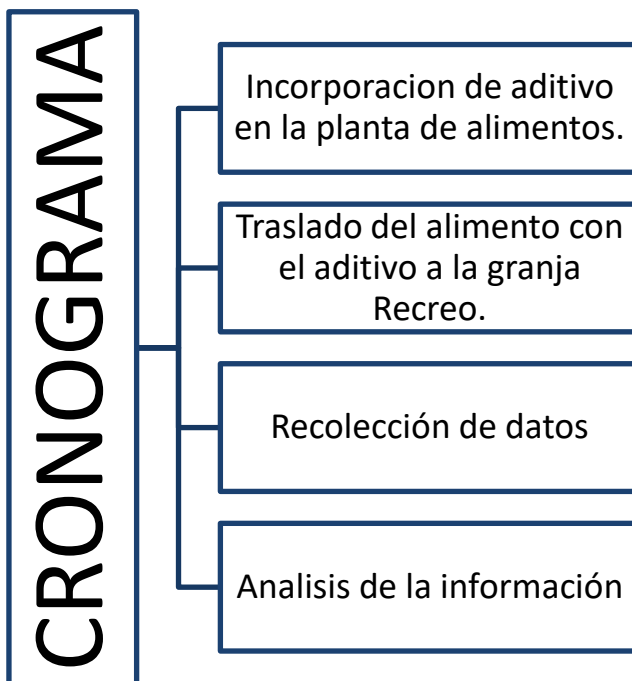 CRONOGRAMA
Incorporacion de aditivo
en la planta de alimentos.
Traslado del alimento con
el aditivo a la granja
Recreo.
Recolección de datos
Analisis de la información